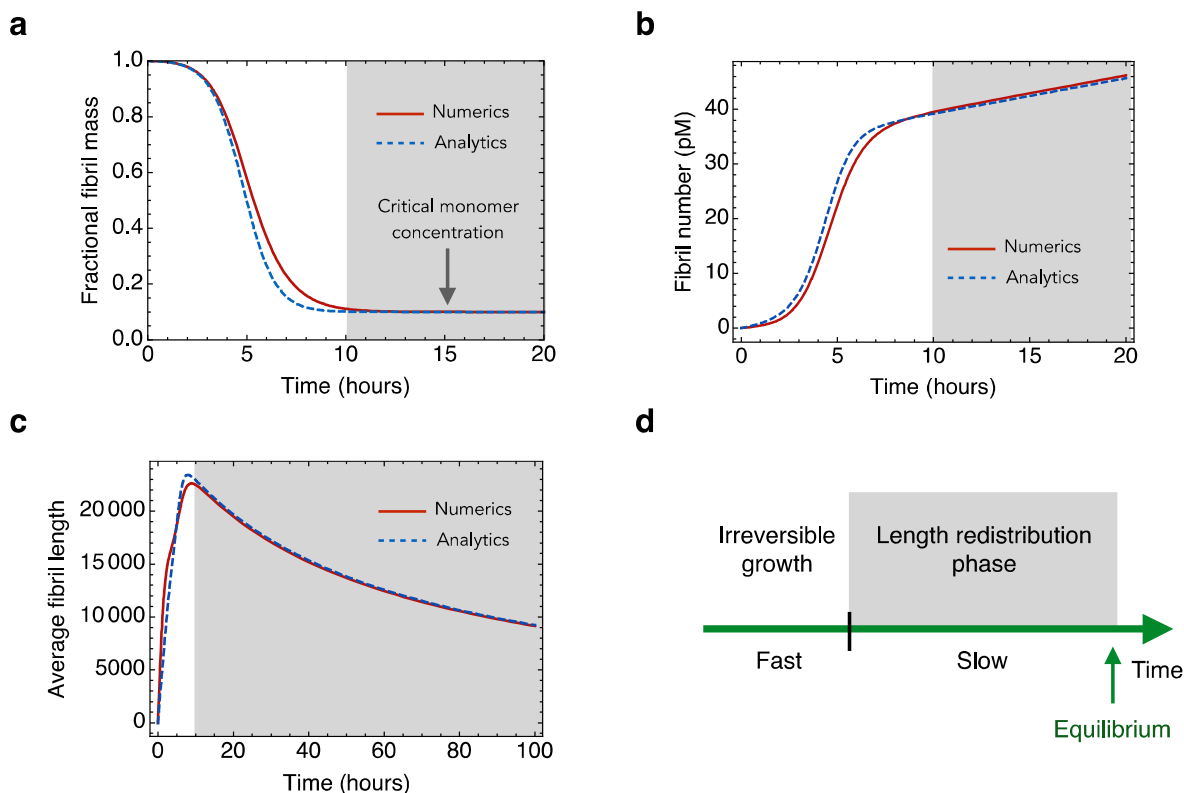 a
1.0
0.8
0.6
0.4
0.2
0.0
Fractional fibril mass
Numerics
Analytics
Critical monomer
concentration
0 5 10 15 20
Time (hours)
b
40
20
0
Fibril number (pM)
Numerics
Analytics
0 5 10 15 20
Time (hours)
c
20 000
15 000
10 000
5000
0
Average fibril length
Numerics
Analytics
0 20 40 60 80 100
Time (hours)
d
Irreversible
growth
Length redistribution
phase
Fast
Slow
Time
Equilibrium